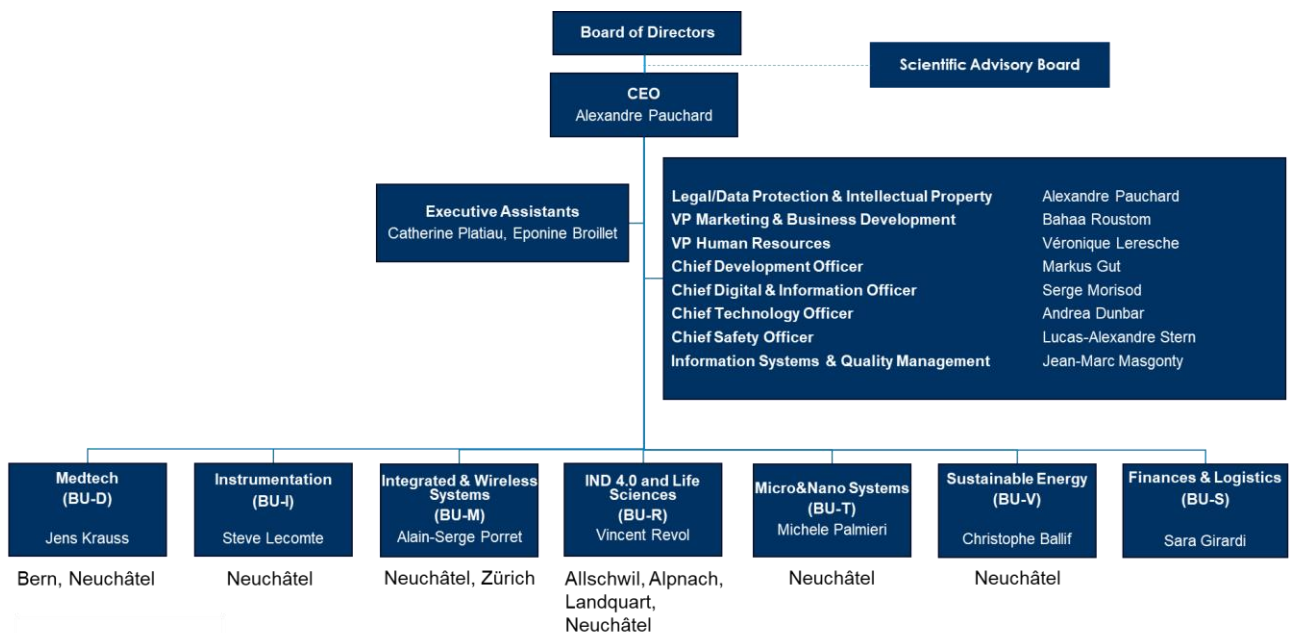 Board of Directors
Scientific Advisory Board
CEO
Alexandre Pauchard
Executive Assistants
Catherine Platiau, Eponine Broillet
Legal/Data Protection & Intellectual Property Alexandre Pauchard
VP Marketing & Business Development Bahaa Roustom
VP Human Resources Véronique Leresche
Chief Development Officer Markus Gut
Chief Digital & Information Officer Serge Morisod
Chief Technology Officer Andrea Dunbar
Chief Safety Officer Lucas-Alexandre Stern
Information Systems & Quality Management Jean-Marc Masgonty
Medtech
(BU-D)
Jens Krauss
Bern, Neuchâtel
Instrumentation
(BU-I)
Steve Lecomte
Neuchâtel
Integrated & Wireless
Systems
(BU-M)
Alain-Serge Porret
Neuchâtel, Zürich
IND 4.0 and Life
Sciences
(BU-R)
Vincent Revol
Allschwil, Alpnach,
Landquart,
Neuchâtel
Micro&Nano Systems
(BU-T)
Michele Palmieri
Neuchâtel
Sustainable Energy
(BU-V)
Christophe Ballif
Neuchâtel
Finances & Logistics
(BU-S)
Sara Girardi